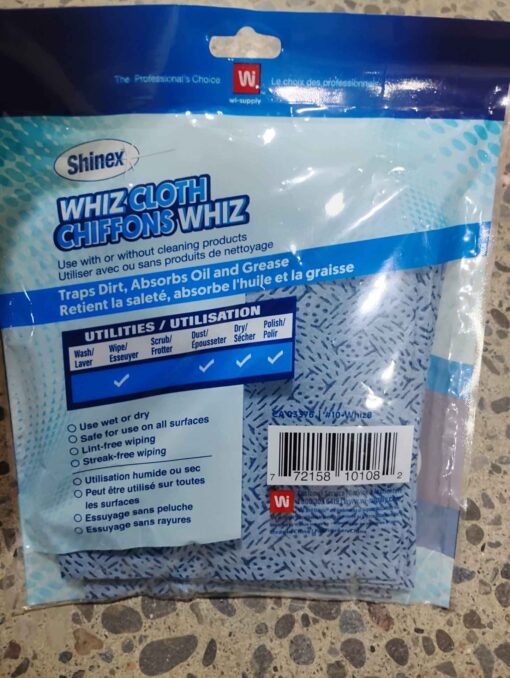 The Professional's Choice
Wi.
Le choix des professionnels
wi-supply
Shinex
WHIZ CLOTH
CHIFFONS WHIZ
Use with or without cleaning products
Utiliser avec ou sans produits de nettoyage
Traps Dirt, Absorbs Oil and Grease
Retient la saleté, absorbe l'huile et la graisse
UTILITIES / UTILISATION
Wash/ Laver
Wipe/ Essuyer
Scrub/ Frotter
Dust/ Épousseter
Dry/ Sécher
Polish/ Polir
Use wet or dry
Safe for use on all surfaces
Lint-free wiping
Streak-free wiping
Utilisation humide ou sec
Peut être utilisé sur toutes
les surfaces
Essuyage sans peluche
Essuyage sans rayures
#10-WhizB
7 72158 10108 2
Wi
Customer Service